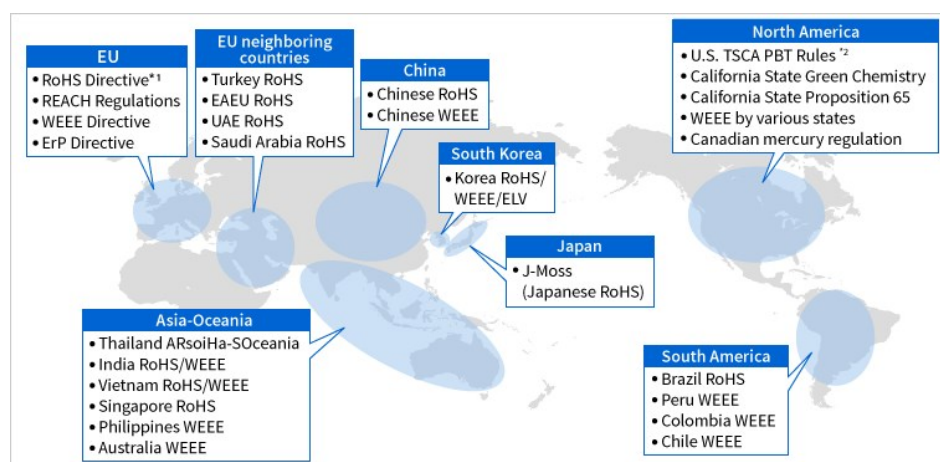 EU
• RoHS Directive*1
• REACH Regulations
• WEEE Directive
• ErP Directive
EU neighboring
countries
• Turkey RoHS
• EAEU RoHS
• UAE RoHS
• Saudi Arabia RoHS
China
• Chinese RoHS
• Chinese WEEE
South Korea
• Korea RoHS/
WEEE/ELV
Japan
• J-Moss
(Japanese RoHS)
North America
• U.S. TSCA PBT Rules *2
• California State Green Chemistry
• California State Proposition 65
• WEEE by various states
• Canadian mercury regulation
Asia-Oceania
• Thailand ARsoiHa-SOceania
• India RoHS/WEEE
• Vietnam RoHS/WEEE
• Singapore RoHS
• Philippines WEEE
• Australia WEEE
South America
• Brazil RoHS
• Peru WEEE
• Colombia WEEE
• Chile WEEE